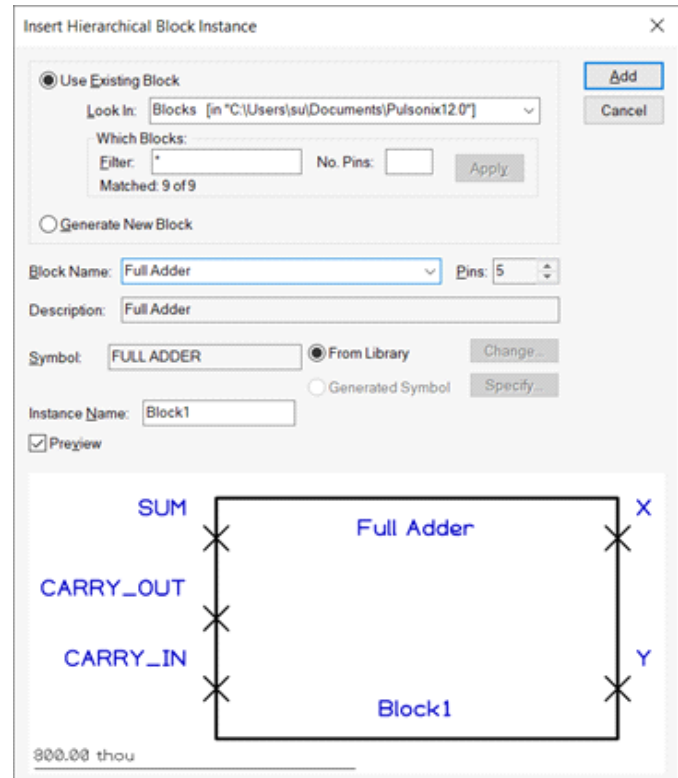 Insert Hierarchical Block Instance
Use Existing Block
Add
Look In: Blocks [in "C:\Users\su\Documents\Pulsonix12.0"]
Cancel
Which Blocks:
Filter: * No. Pins: Apply
Matched: 9 of 9
Generate New Block
Block Name: Full Adder Pins: 5
Description: Full Adder
Symbol: FULL ADDER From Library Change...
Generated Symbol Specify...
Instance Name: Block1
Preview
SUM X
Full Adder
CARRY_OUT
CARRY_IN Y
Block1
800.00 thou